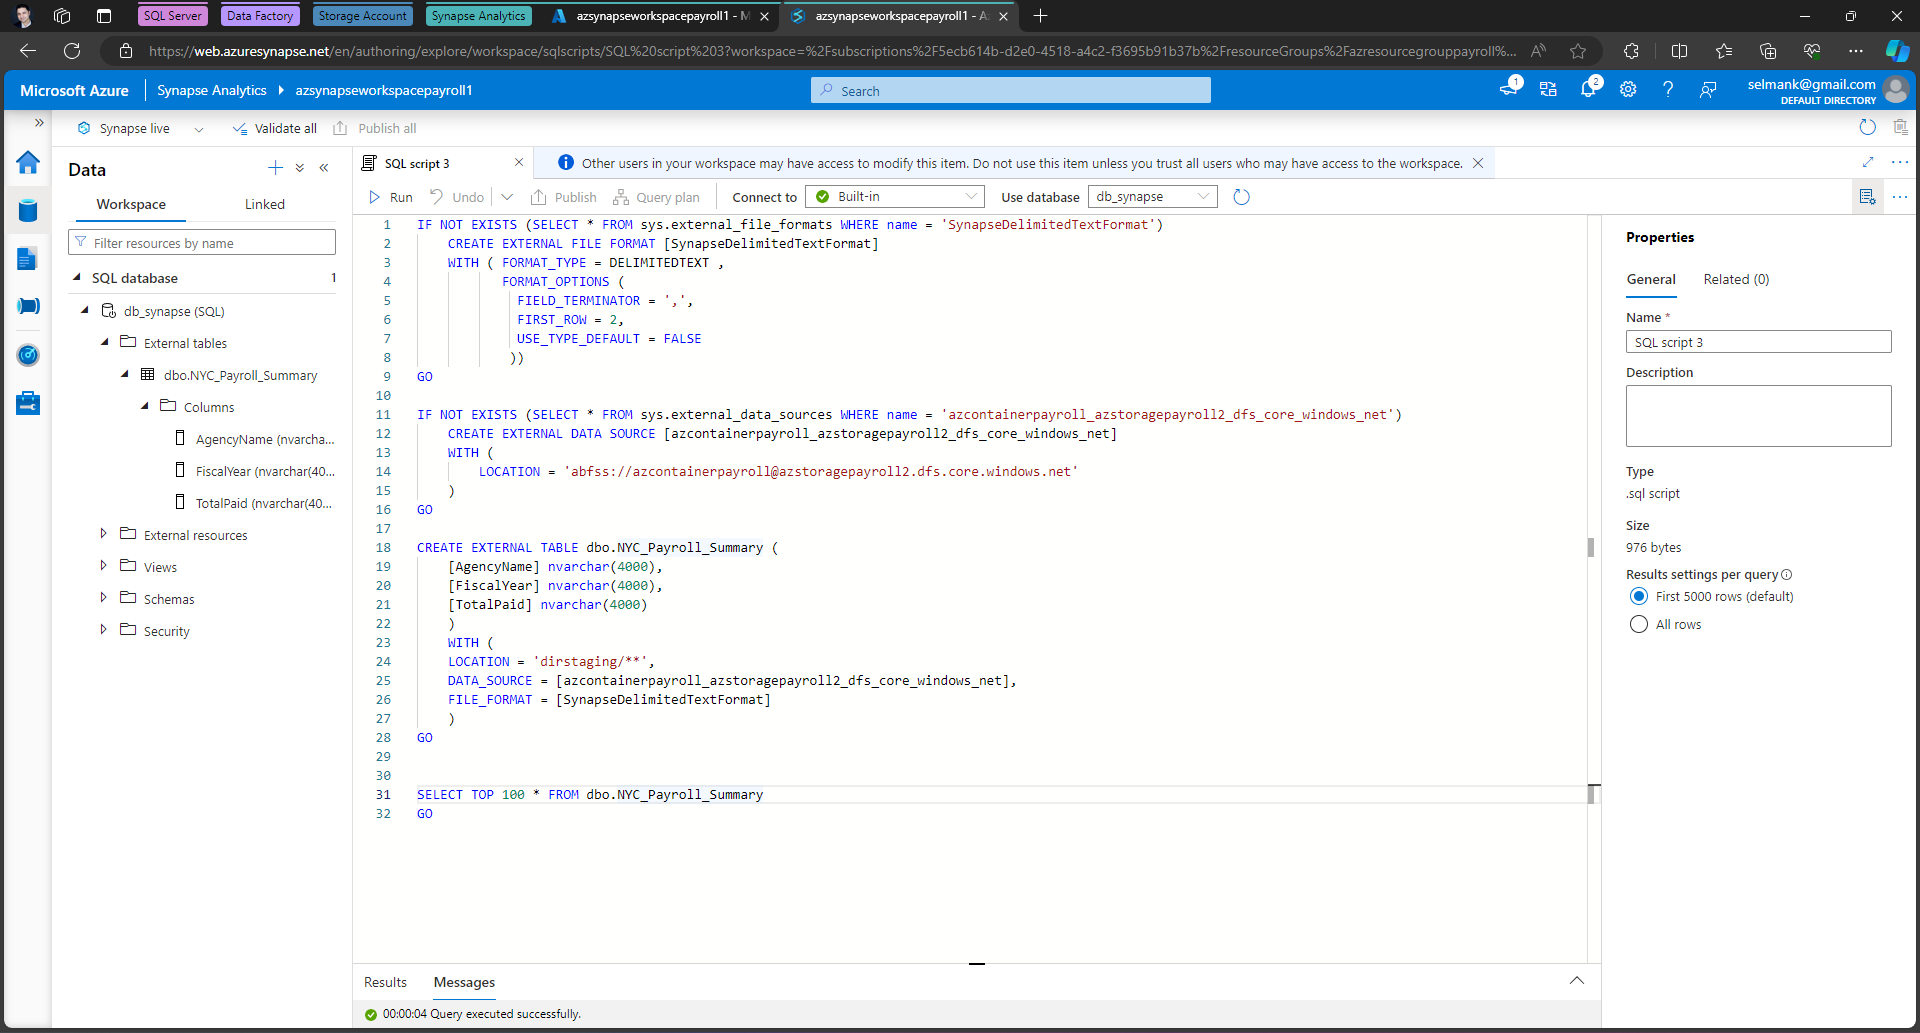 SQL Server
Data Factory
Storage Account
Synapse Analytics
azsynapseworkspacepayroll1 - M
azsynapseworkspacepayroll1 - A
https://web.azuresynapse.net/en/authoring/explore/workspace/sqlscripts/SQL%20script%203?workspace=%2Fsubscriptions%2F5ecb614b-d2e0-4518-a4c2-f3695b91b37b%2FresourceGroups%2Fazresourcegrouppayroll%...
Microsoft Azure
Synapse Analytics
azsynapseworkspacepayroll1
Search
1
2
selmank@gmail.com
DEFAULT DIRECTORY
Synapse live
Validate all
Publish all
Data
Workspace
Linked
Filter resources by name
SQL database
1
db_synapse (SQL)
External tables
dbo.NYC_Payroll_Summary
Columns
AgencyName (nvarcha...
FiscalYear (nvarchar(40...
TotalPaid (nvarchar(40...
External resources
Views
Schemas
Security
SQL script 3
Other users in your workspace may have access to modify this item. Do not use this item unless you trust all users who may have access to the workspace.
Run
Undo
Publish
Query plan
Connect to
Built-in
Use database
db_synapse
1 IF NOT EXISTS (SELECT * FROM sys.external_file_formats WHERE name = 'SynapseDelimitedTextFormat')
2 CREATE EXTERNAL FILE FORMAT [SynapseDelimitedTextFormat]
3 WITH ( FORMAT_TYPE = DELIMITEDTEXT ,
4 FORMAT_OPTIONS (
5 FIELD_TERMINATOR = ',',
6 FIRST_ROW = 2,
7 USE_TYPE_DEFAULT = FALSE
8 ))
9 GO
10
11 IF NOT EXISTS (SELECT * FROM sys.external_data_sources WHERE name = 'azcontainerpayroll_azstoragepayroll2_dfs_core_windows_net')
12 CREATE EXTERNAL DATA SOURCE [azcontainerpayroll_azstoragepayroll2_dfs_core_windows_net]
13 WITH (
14 LOCATION = 'abfss://azcontainerpayroll@azstoragepayroll2.dfs.core.windows.net'
15 )
16 GO
17
18 CREATE EXTERNAL TABLE dbo.NYC_Payroll_Summary (
19 [AgencyName] nvarchar(4000),
20 [FiscalYear] nvarchar(4000),
21 [TotalPaid] nvarchar(4000)
22 )
23 WITH (
24 LOCATION = 'dirstaging/**',
25 DATA_SOURCE = [azcontainerpayroll_azstoragepayroll2_dfs_core_windows_net],
26 FILE_FORMAT = [SynapseDelimitedTextFormat]
27 )
28 GO
29
30
31 SELECT TOP 100 * FROM dbo.NYC_Payroll_Summary
32 GO
Results
Messages
00:00:04 Query executed successfully.
Properties
General
Related (0)
Name *
SQL script 3
Description
Type
.sql script
Size
976 bytes
Results settings per query
First 5000 rows (default)
All rows